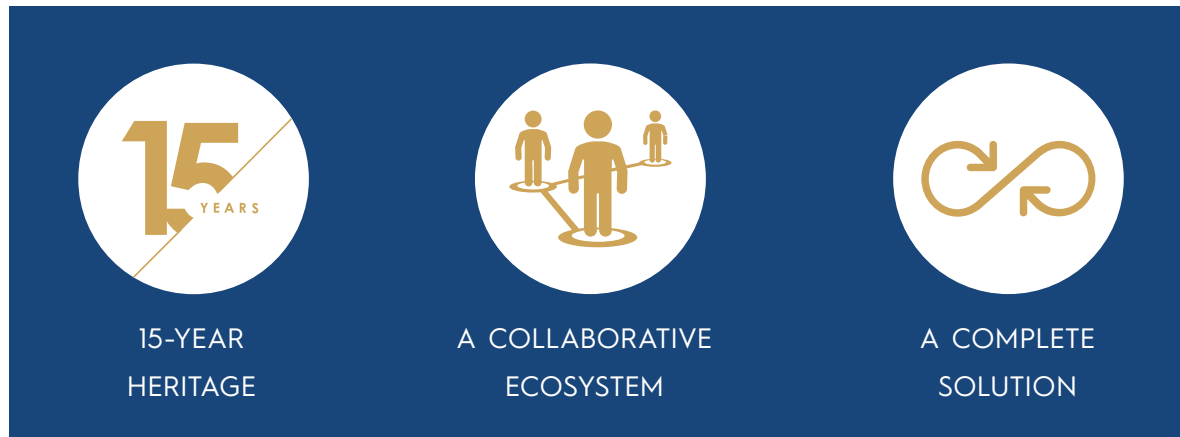 15
YEARS
15-YEAR
HERITAGE
A COLLABORATIVE
ECOSYSTEM
A COMPLETE
SOLUTION